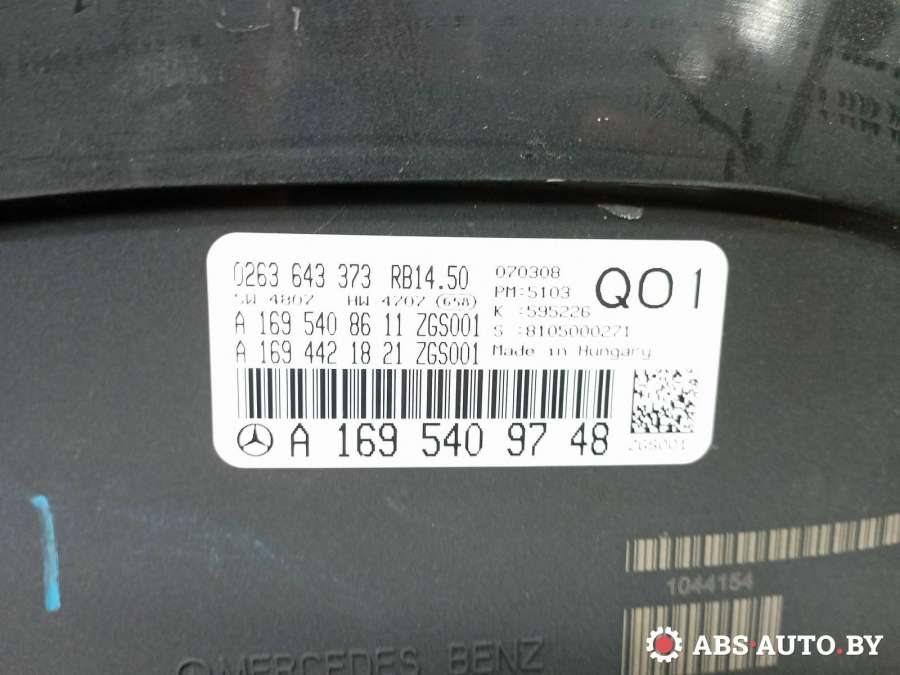 0263 643 373 RB14.50
SW 4807 HW 4707 (658)
A 169 540 86 11 ZGS001
A 169 442 18 21 ZGS001
070308
PM:5103
K :595226
S :8105000271
Made in Hungary
Q01
A 169 540 97 48
ZGS001
1044154
MERCEDES BENZ
ABS-AUTO.BY